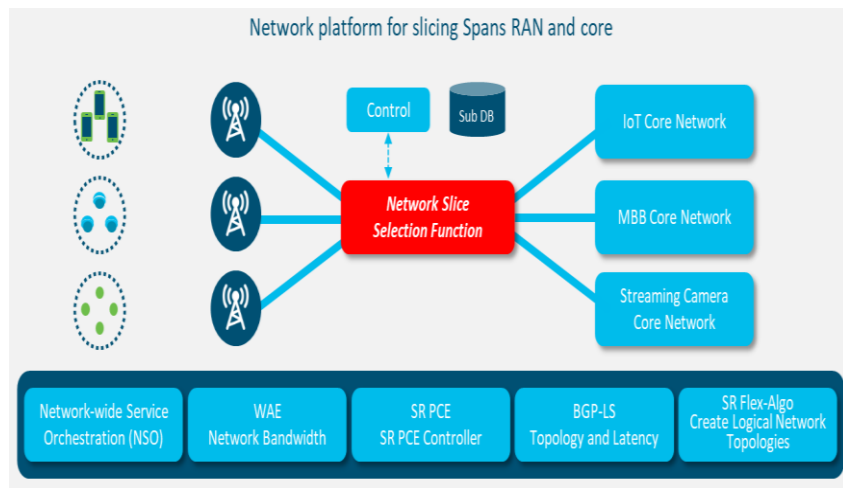 Network platform for slicing Spans RAN and core
Control
Sub DB
Network Slice
Selection Function
IoT Core Network
MBB Core Network
Streaming Camera
Core Network
Network-wide Service
Orchestration (NSO)
WAE
Network Bandwidth
SR PCE
SR PCE Controller
BGP-LS
Topology and Latency
SR Flex-Algo
Create Logical Network
Topologies